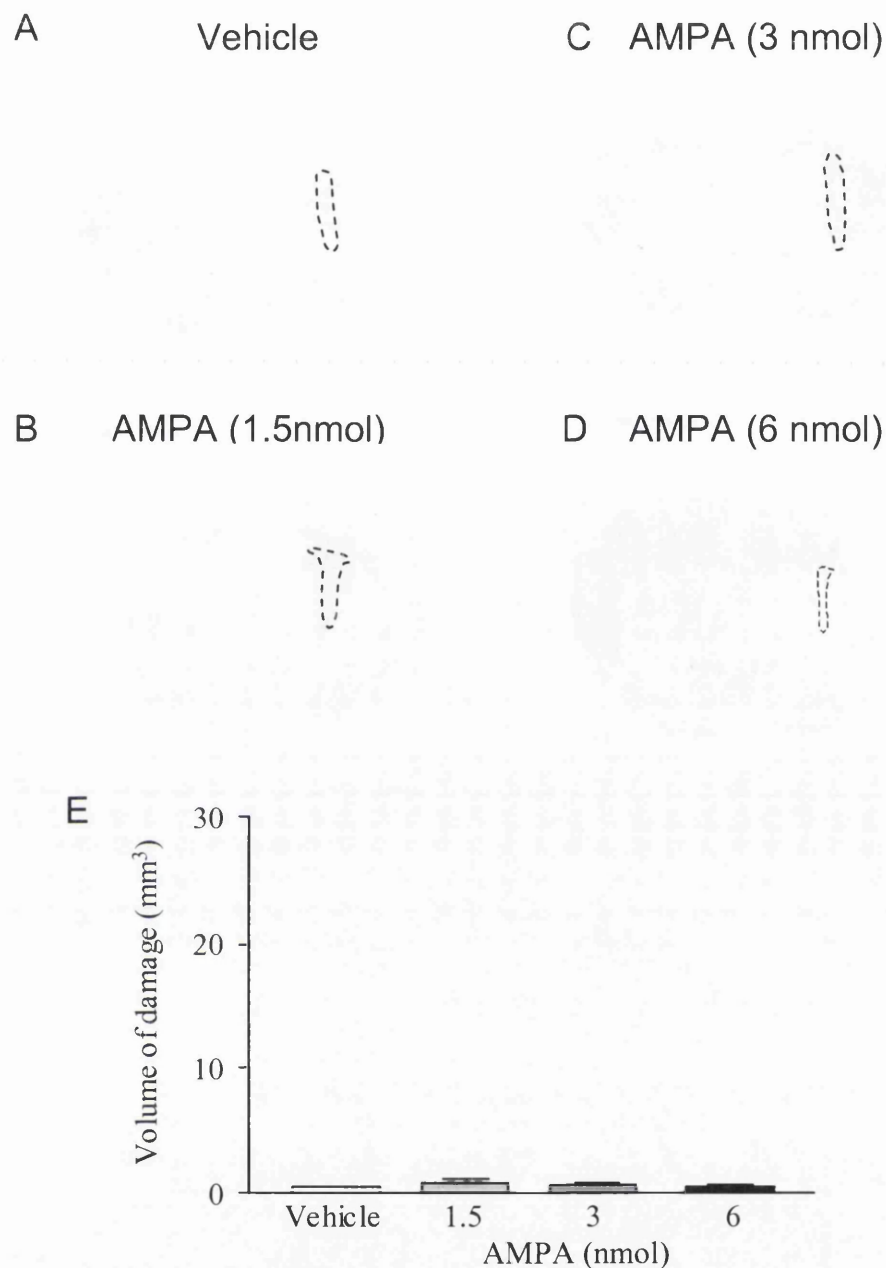 A Vehicle
C AMPA (3 nmol)
B AMPA (1.5nmol)
D AMPA (6 nmol)
E
Volume of damage (mm³)
30
20
10
0
Vehicle 1.5 3 6
AMPA (nmol)